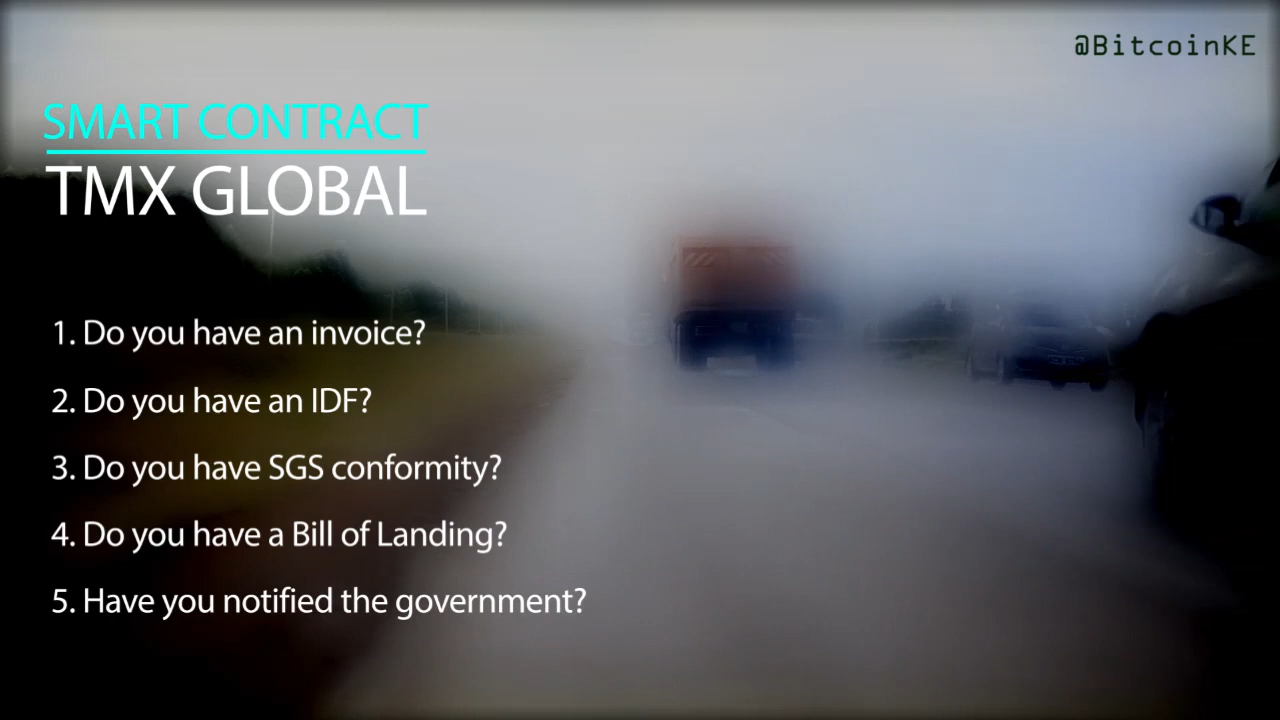 @BitcoinKE
SMART CONTRACT
TMX GLOBAL
1. Do you have an invoice?
2. Do you have an IDF?
3. Do you have SGS conformity?
4. Do you have a Bill of Landing?
5. Have you notified the government?